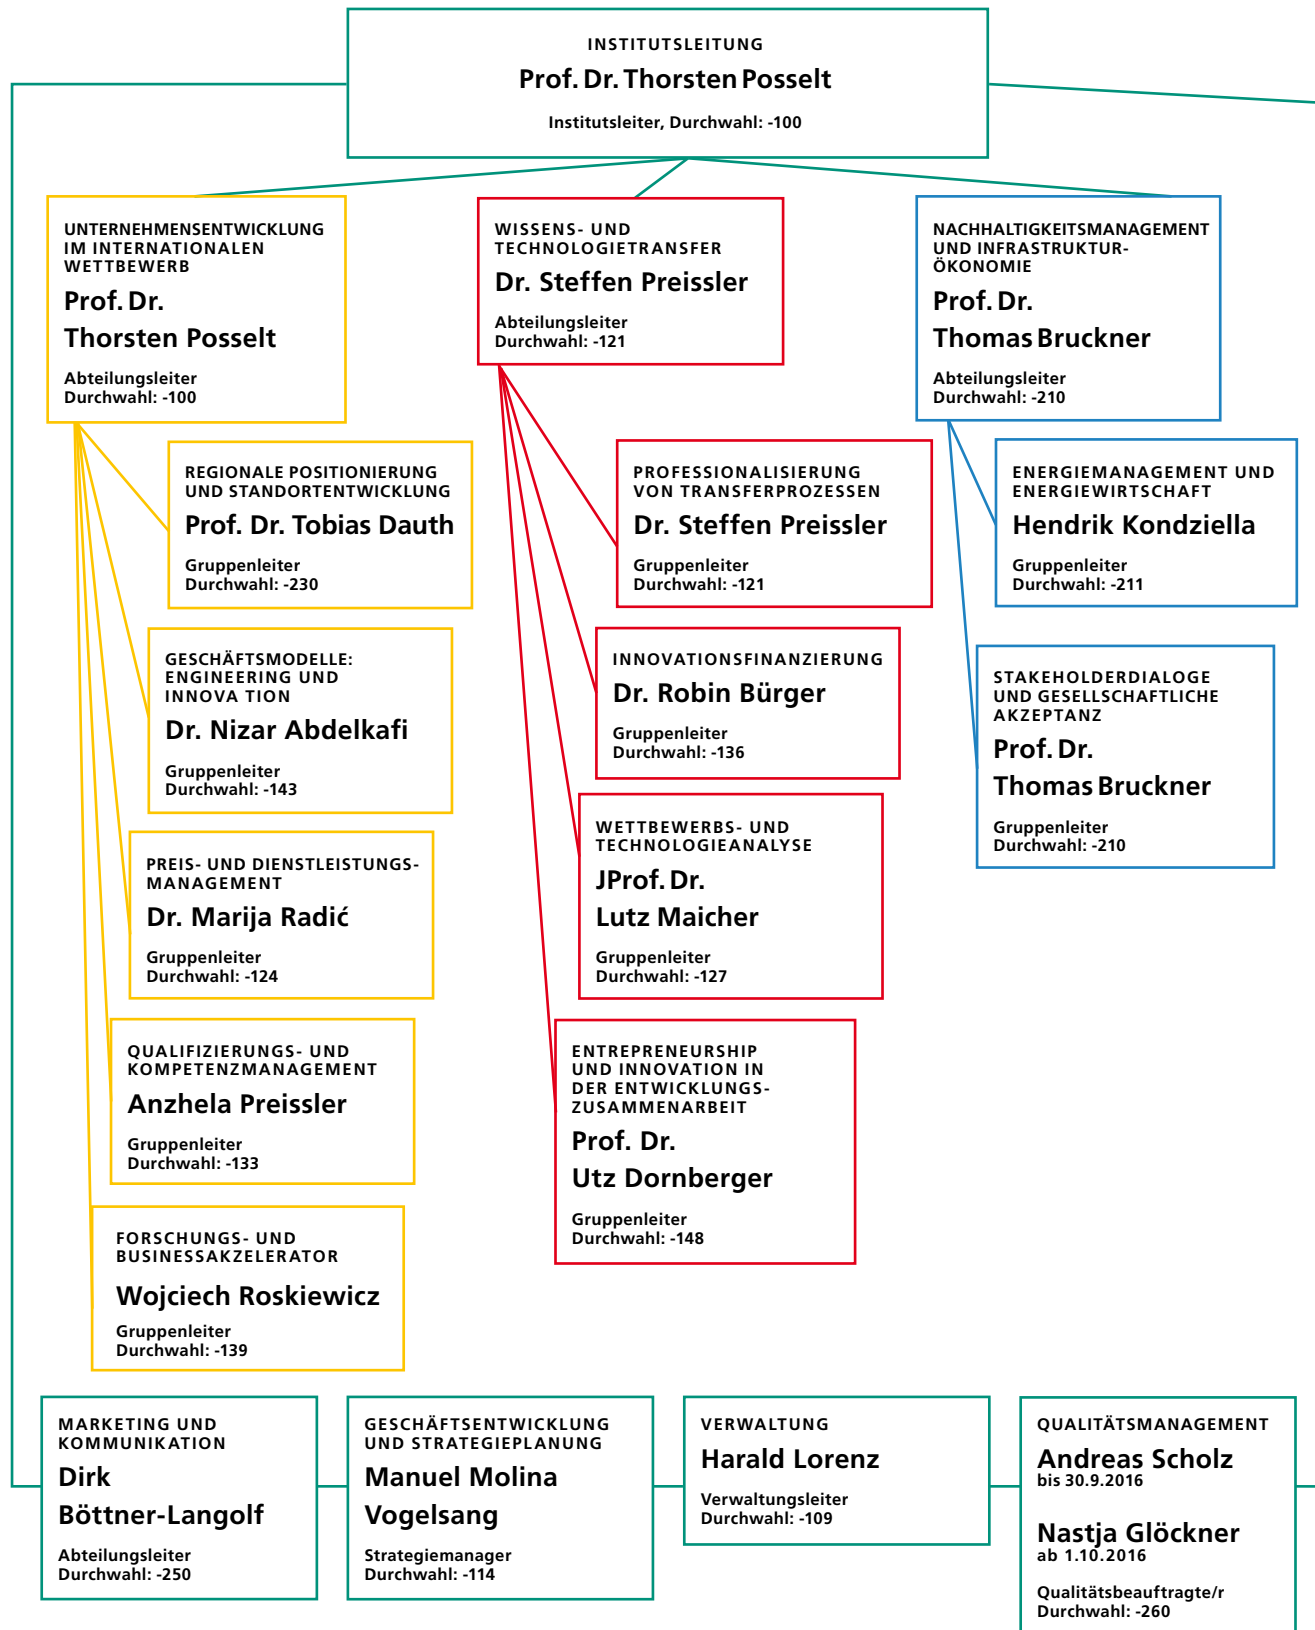 INSTITUTSLEITUNG
Prof. Dr. Thorsten Posselt
Institutsleiter, Durchwahl: -100
UNTERNEHMENSENTWICKLUNG
IM INTERNATIONALEN
WETTBEWERB
Prof. Dr.
Thorsten Posselt
Abteilungsleiter
Durchwahl: -100
REGIONALE POSITIONIERUNG
UND STANDORTENTWICKLUNG
Prof. Dr. Tobias Dauth
Gruppenleiter
Durchwahl: -230
GESCHÄFTSMODELLE:
ENGINEERING UND
INNOVA TION
Dr. Nizar Abdelkafi
Gruppenleiter
Durchwahl: -143
PREIS- UND DIENSTLEISTUNGS-
MANAGEMENT
Dr. Marija Radić
Gruppenleiter
Durchwahl: -124
QUALIFIZIERUNGS- UND
KOMPETENZMANAGEMENT
Anzhela Preissler
Gruppenleiter
Durchwahl: -133
FORSCHUNGS- UND
BUSINESSAKZELERATOR
Wojciech Roskiewicz
Gruppenleiter
Durchwahl: -139
WISSENS- UND
TECHNOLOGIETRANSFER
Dr. Steffen Preissler
Abteilungsleiter
Durchwahl: -121
PROFESSIONALISIERUNG
VON TRANSFERPROZESSEN
Dr. Steffen Preissler
Gruppenleiter
Durchwahl: -121
INNOVATIONSFINANZIERUNG
Dr. Robin Bürger
Gruppenleiter
Durchwahl: -136
WETTBEWERBS- UND
TECHNOLOGIEANALYSE
JProf. Dr.
Lutz Maicher
Gruppenleiter
Durchwahl: -127
ENTREPRENEURSHIP
UND INNOVATION IN
DER ENTWICKLUNGS-
ZUSAMMENARBEIT
Prof. Dr.
Utz Dornberger
Gruppenleiter
Durchwahl: -148
NACHHALTIGKEITSMANAGEMENT
UND INFRASTRUKTUR-
ÖKONOMIE
Prof. Dr.
Thomas Bruckner
Abteilungsleiter
Durchwahl: -210
ENERGIEMANAGEMENT UND
ENERGIEWIRTSCHAFT
Hendrik Kondziella
Gruppenleiter
Durchwahl: -211
STAKEHOLDERDIALOGE
UND GESELLSCHAFTLICHE
AKZEPTANZ
Prof. Dr.
Thomas Bruckner
Gruppenleiter
Durchwahl: -210
MARKETING UND
KOMMUNIKATION
Dirk
Böttner-Langolf
Abteilungsleiter
Durchwahl: -250
GESCHÄFTSENTWICKLUNG
UND STRATEGIEPLANUNG
Manuel Molina
Vogelsang
Strategiemanager
Durchwahl: -114
VERWALTUNG
Harald Lorenz
Verwaltungsleiter
Durchwahl: -109
QUALITÄTSMANAGEMENT
Andreas Scholz
bis 30.9.2016
Nastja Glöckner
ab 1.10.2016
Qualitätsbeauftragte/r
Durchwahl: -260